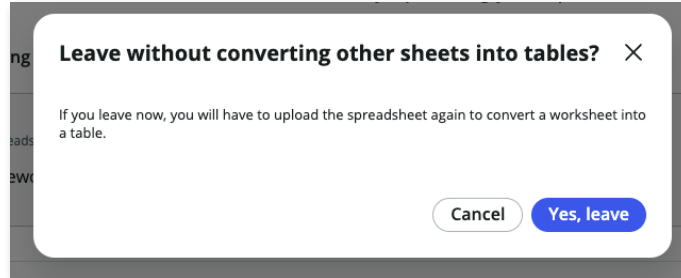 Leave without converting other sheets into tables?
If you leave now, you will have to upload the spreadsheet again to convert a worksheet into
a table.
Cancel
Yes, leave